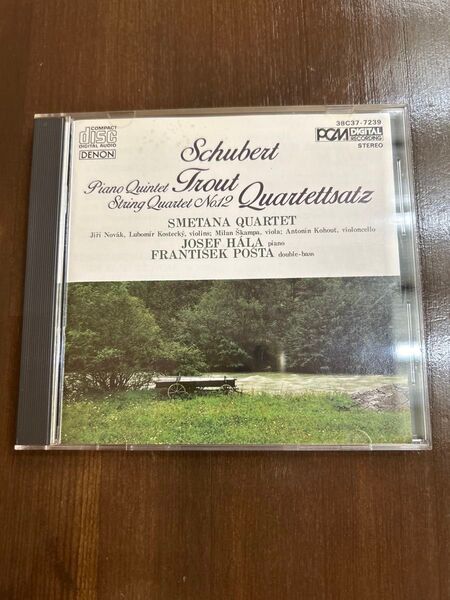 COMPACT
disc
DIGITAL AUDIO
DENON
38C37-7239
PCM DIGITAL RECORDING
STEREO
Schubert
Piano Quintet Trout
String Quartet No.12 Quartettsatz
SMETANA QUARTET
Jiří Novák, Lubomír Kostecký, violins; Milan Škampa, viola; Antonín Kohout, violoncello
JOSEF HÁLA piano
FRANTIŠEK POŠTA double-bass